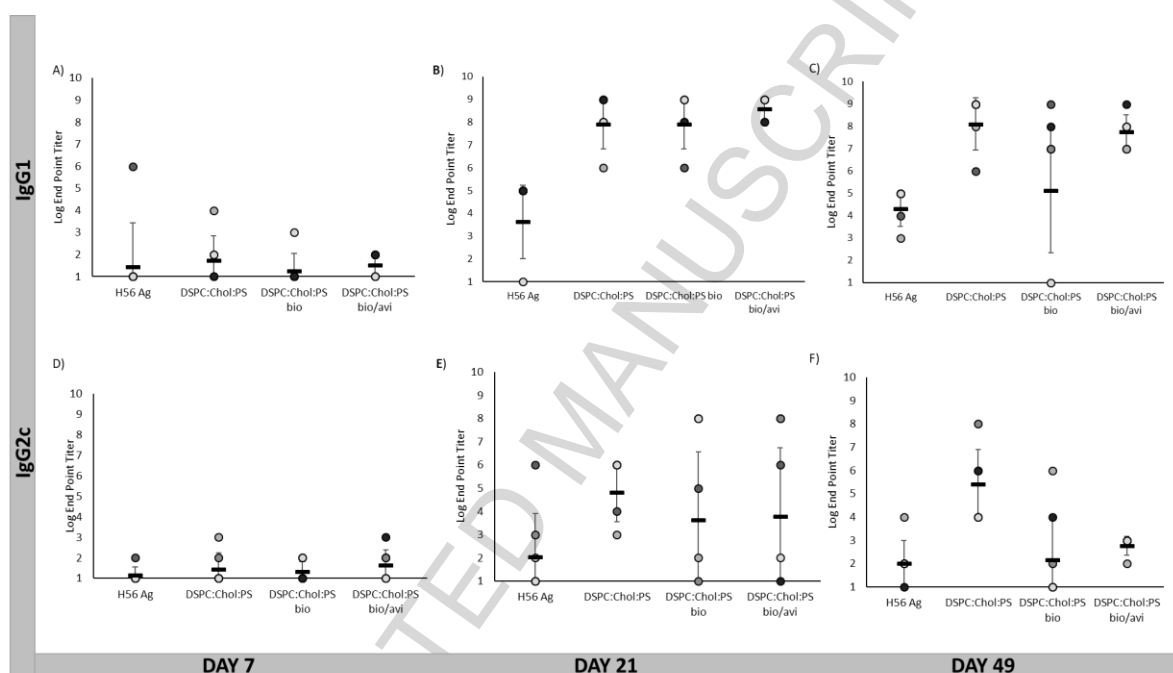 IgG1
A)
Log End Point Titer
10
9
8
7
6
5
4
3
2
1
H56 Ag
DSPC:Chol:PS
DSPC:Chol:PS
bio
DSPC:Chol:PS
bio/avi
B)
Log End Point Titer
10
9
8
7
6
5
4
3
2
1
H56 Ag
DSPC:Chol:PS
DSPC:Chol:PS bio
DSPC:Chol:PS
bio/avi
C)
Log End Point Titer
10
9
8
7
6
5
4
3
2
1
H56 Ag
DSPC:Chol:PS
DSPC:Chol:PS
bio
DSPC:Chol:PS
bio/avi
IgG2c
D)
Log End Point Titer
10
9
8
7
6
5
4
3
2
1
H56 Ag
DSPC:Chol:PS
DSPC:Chol:PS
bio
DSPC:Chol:PS
bio/avi
E)
Log End Point Titer
10
9
8
7
6
5
4
3
2
1
H56 Ag
DSPC:Chol:PS
DSPC:Chol:PS
bio
DSPC:Chol:PS
bio/avi
F)
Log End Point Titer
10
9
8
7
6
5
4
3
2
1
H56 Ag
DSPC:Chol:PS
DSPC:Chol:PS
bio
DSPC:Chol:PS
bio/avi
DAY 7
DAY 21
DAY 49
TED MANUSCRI